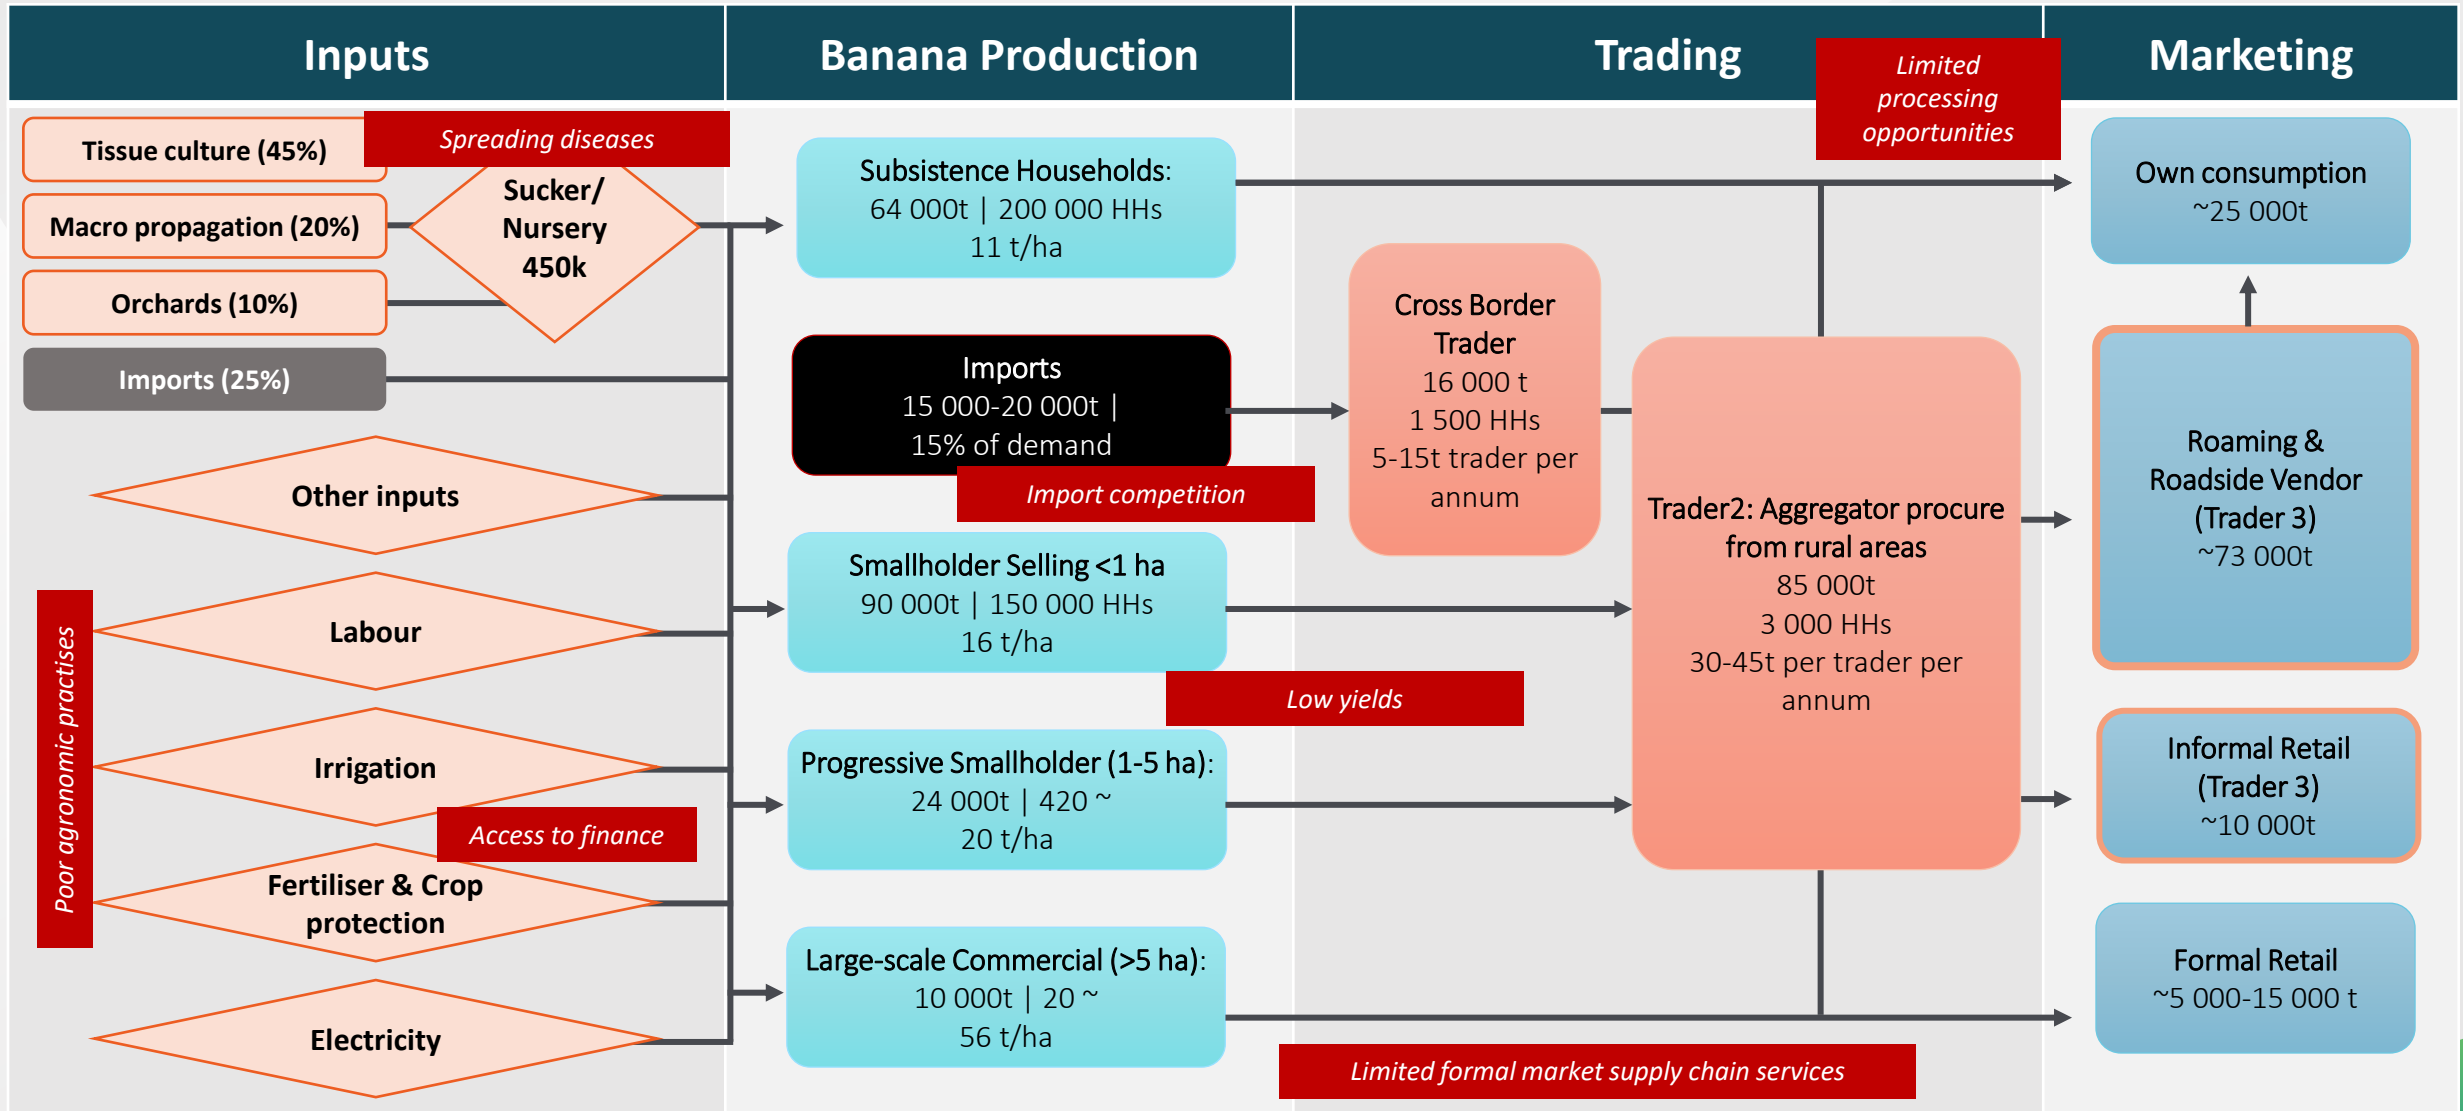 Inputs
Banana Production
Trading
Marketing
Limited
processing
opportunities
Spreading diseases
Tissue culture (45%)
Macro propagation (20%)
Orchards (10%)
Imports (25%)
Sucker/
Nursery
450k
Other inputs
Labour
Irrigation
Fertiliser & Crop
protection
Electricity
Poor agronomic practises
Access to finance
Subsistence Households:
64 000t | 200 000 HHs
11 t/ha
Imports
15 000-20 000t |
15% of demand
Import competition
Smallholder Selling <1 ha
90 000t | 150 000 HHs
16 t/ha
Low yields
Progressive Smallholder (1-5 ha):
24 000t | 420 ~
20 t/ha
Large-scale Commercial (>5 ha):
10 000t | 20 ~
56 t/ha
Cross Border
Trader
16 000 t
1 500 HHs
5-15t trader per
annum
Trader2: Aggregator procure
from rural areas
85 000t
3 000 HHs
30-45t per trader per
annum
Limited formal market supply chain services
Own consumption
~25 000t
Roaming &
Roadside Vendor
(Trader 3)
~73 000t
Informal Retail
(Trader 3)
~10 000t
Formal Retail
~5 000-15 000 t